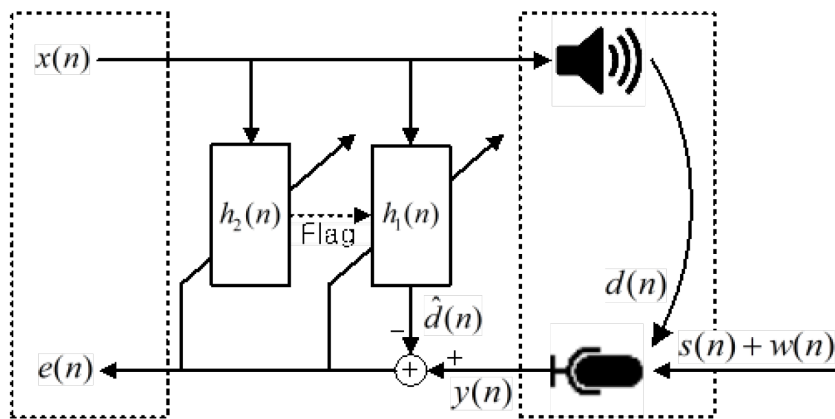 x(n)
h₂(n)
Flag
h₁(n)
d(n)
− d̂(n)
s(n) + w(n)
e(n)
+
+
y(n)